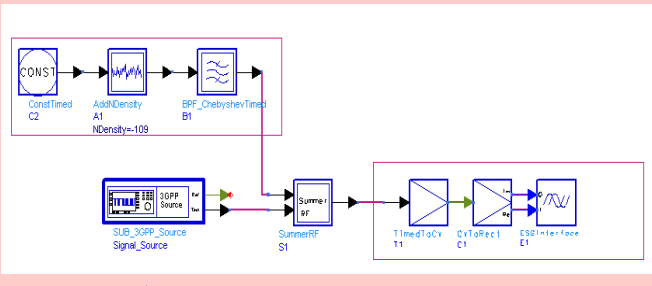 CONST
ConstTimed
C2
AddNDensity
A1
NDensity=-109
BPF_ChebyshevTimed
B1
3GPP
Source
Ref
Test
SUB_3GPP_Source
Signal_Source
Summer
RF
SummerRF
S1
TimedToCx
T1
Im
Re
CxToRect
C1
Q
I
ESGInterface
E1